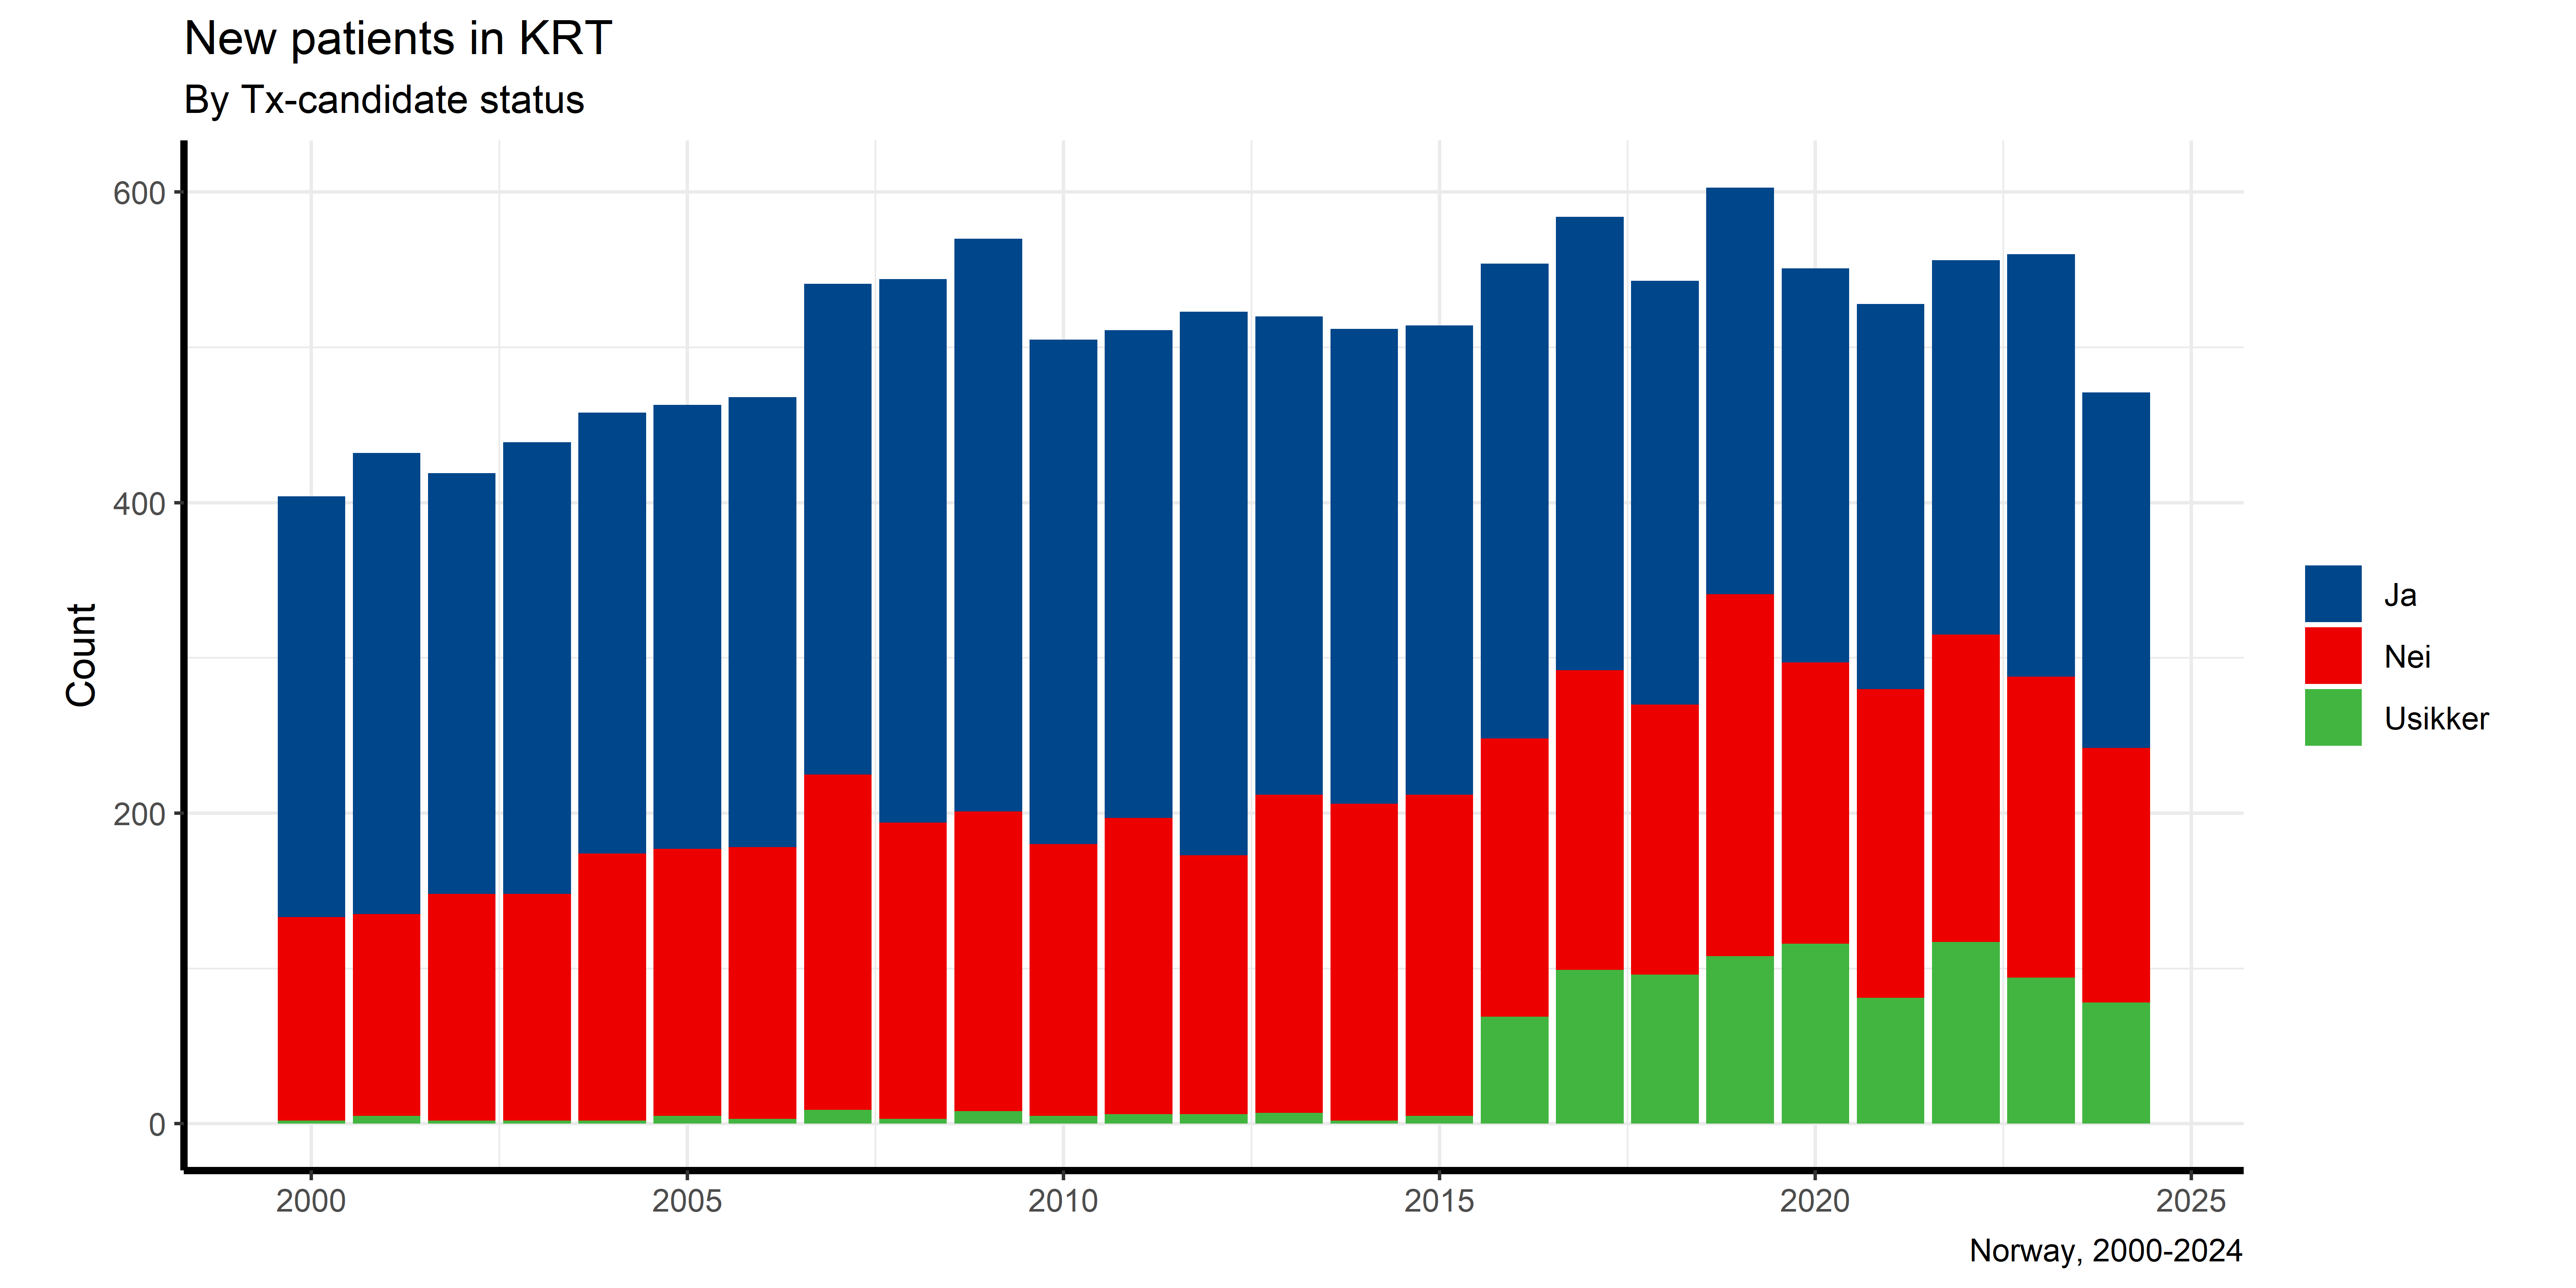 New patients in KRT
By Tx-candidate status
Count
600
400
200
0
2000 2005 2010 2015 2020 2025
Ja
Nei
Usikker
Norway, 2000-2024